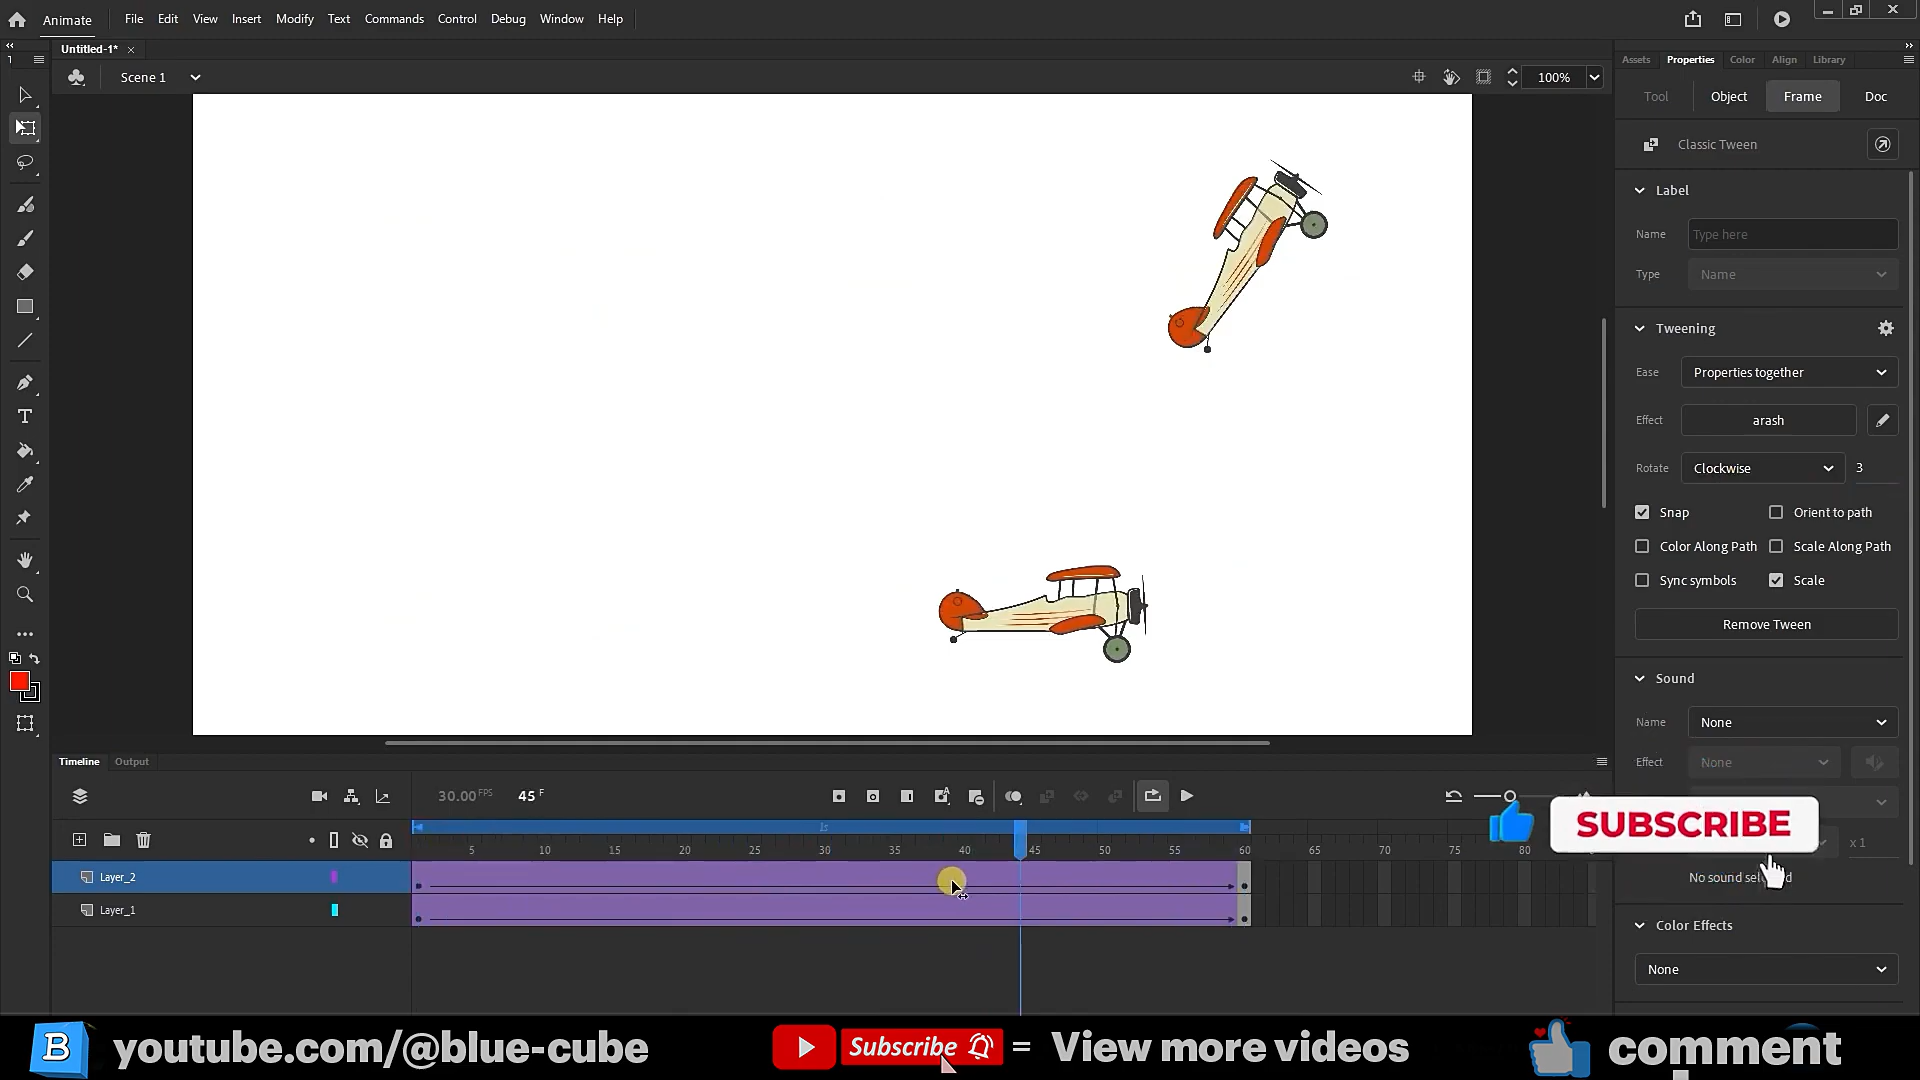 Animate File Edit View Insert Modify Text Commands Control Debug Window Help
Untitled-1*
Scene 1
100%
Assets Properties Color Align Library
Tool Object Frame Doc
Classic Tween
Label
Name Type here
Type Name
Tweening
Ease Properties together
Effect arash
Rotate Clockwise 3
Snap Orient to path
Color Along Path Scale Along Path
Sync symbols Scale
Remove Tween
Sound
Name None
Effect None
SUBSCRIBE
x 1
No sound sel d
Color Effects
None
Timeline Output
30.00 FPS 45 F
1s
5 10 15 20 25 30 35 40 45 50 55 60 65 70 75 80
Layer_2
Layer_1
B youtube.com/@blue-cube Subscribe = View more videos comment